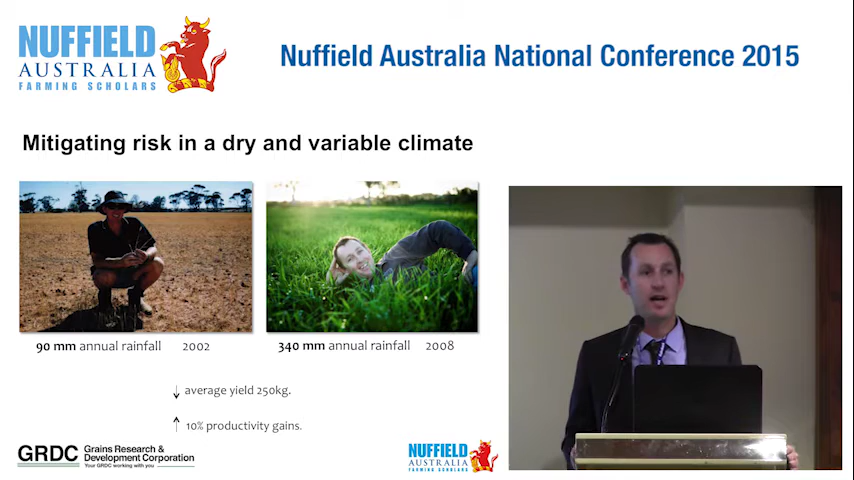 NUFFIELD
AUSTRALIA
FARMING SCHOLARS
Nuffield Australia National Conference 2015
Mitigating risk in a dry and variable climate
90 mm annual rainfall 2002
340 mm annual rainfall 2008
↓ average yield 250kg.
↑ 10% productivity gains.
GRDC Grains Research &
Development Corporation
Your GRDC working with you
NUFFIELD
AUSTRALIA
FARMING SCHOLARS